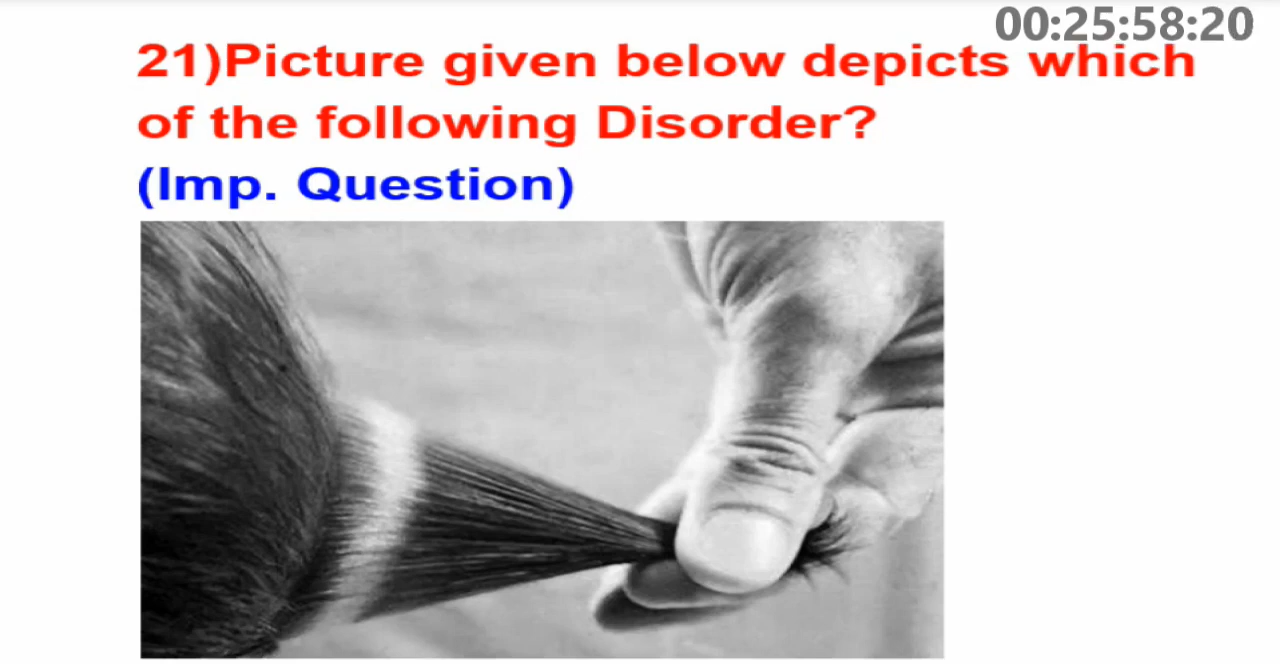 00:25:58:20
21)Picture given below depicts which
of the following Disorder?
(Imp. Question)